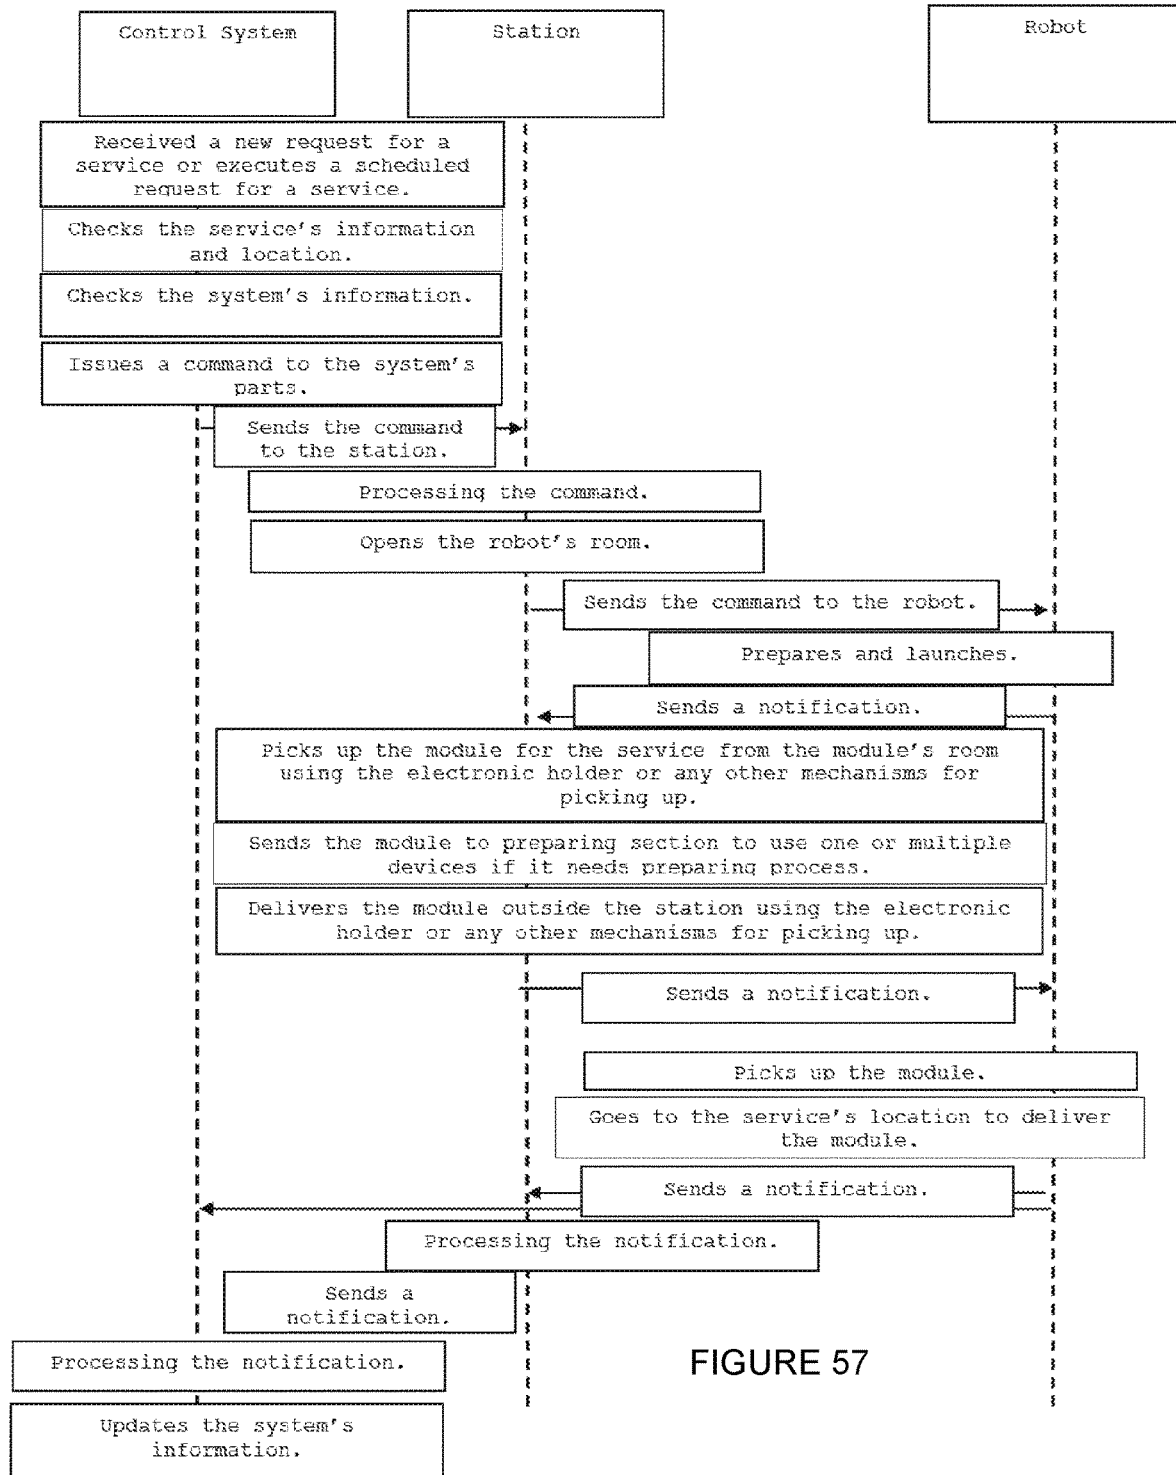 Control System
Station
Robot
Received a new request for a
service or executes a scheduled
request for a service.
Checks the service's information
and location.
Checks the system's information.
Issues a command to the system's
parts.
Sends the command
to the station.
Processing the command.
Opens the robot's room.
Sends the command to the robot.
Prepares and launches.
Sends a notification.
Picks up the module for the service from the module's room
using the electronic holder or any other mechanisms for
picking up.
Sends the module to preparing section to use one or multiple
devices if it needs preparing process.
Delivers the module outside the station using the electronic
holder or any other mechanisms for picking up.
Sends a notification.
Picks up the module.
Goes to the service's location to deliver
the module.
Sends a notification.
Processing the notification.
Sends a
notification.
Processing the notification.
FIGURE 57
Updates the system's
information.